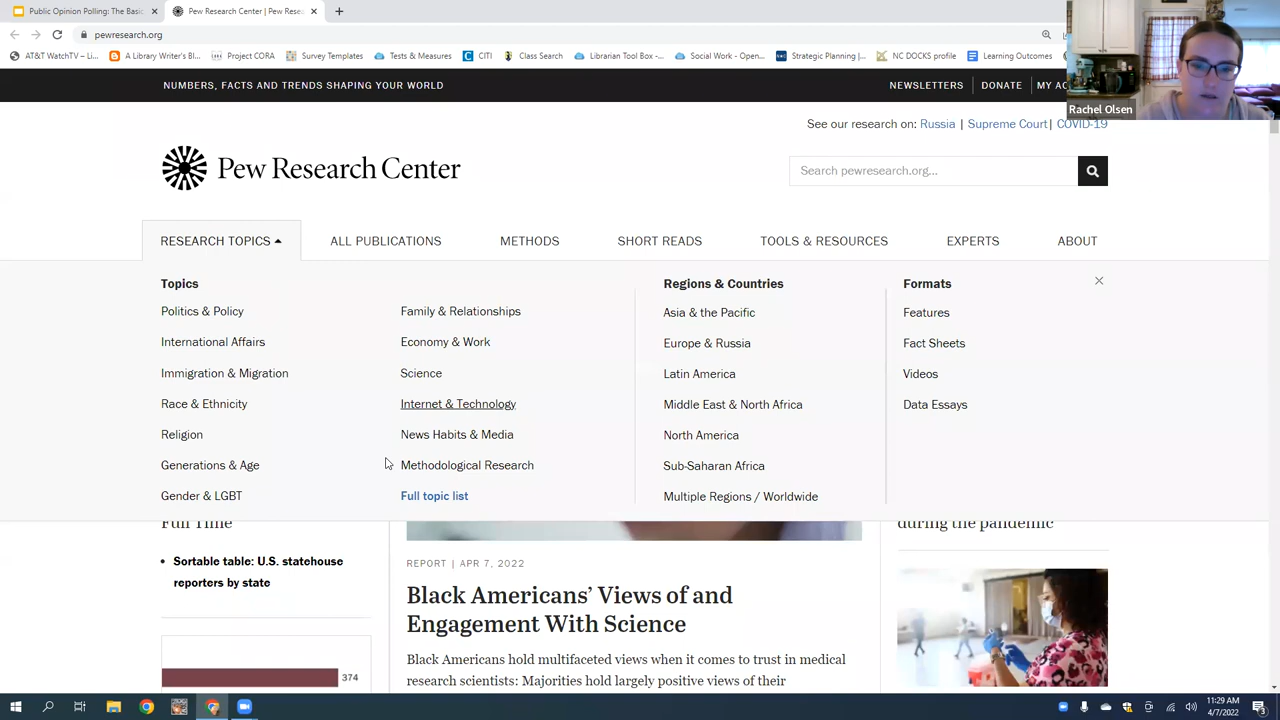 Public Opinion Polling: The Basic
Pew Research Center | Pew Rese
pewresearch.org
AT&T WatchTV –
A Library Writer's Bl...
Project CORA
Survey Templates
Tests & Measures
CITI
Class Search
Librarian Tool Box -...
Social Work - Open...
Strategic Planning |...
NC DOCKS profile
Learning Outcomes
NUMBERS, FACTS AND TRENDS SHAPING YOUR WORLD
NEWSLETTERS
DONATE
MY AC
Rachel Olsen
See our research on: Russia | Supreme Court | COVID-19
Pew Research Center
Search pewresearch.org...
RESEARCH TOPICS
ALL PUBLICATIONS
METHODS
SHORT READS
TOOLS & RESOURCES
EXPERTS
ABOUT
Topics
Politics & Policy
International Affairs
Immigration & Migration
Race & Ethnicity
Religion
Generations & Age
Gender & LGBT
Family & Relationships
Economy & Work
Science
Internet & Technology
News Habits & Media
Methodological Research
Full topic list
Regions & Countries
Asia & the Pacific
Europe & Russia
Latin America
Middle East & North Africa
North America
Sub-Saharan Africa
Multiple Regions / Worldwide
Formats
Features
Fact Sheets
Videos
Data Essays
Full Time
Sortable table: U.S. statehouse
reporters by state
374
REPORT | APR 7, 2022
Black Americans' Views of and
Engagement With Science
Black Americans hold multifaceted views when it comes to trust in medical
research scientists: Majorities hold largely positive views of their
during the pandemic
11:29 AM
4/7/2022